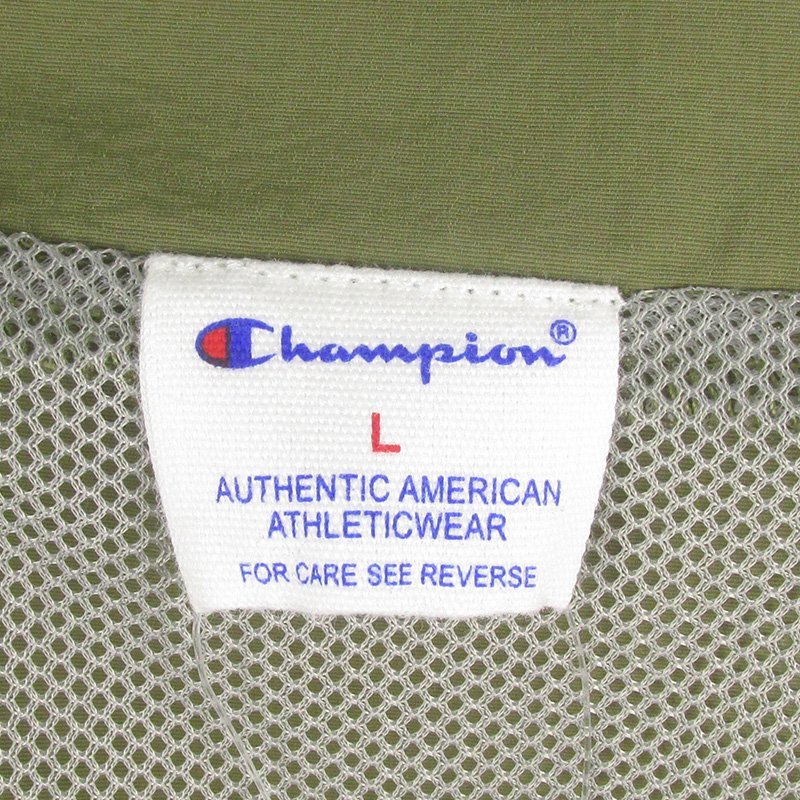 Champion®
L
AUTHENTIC AMERICAN
ATHLETICWEAR
FOR CARE SEE REVERSE